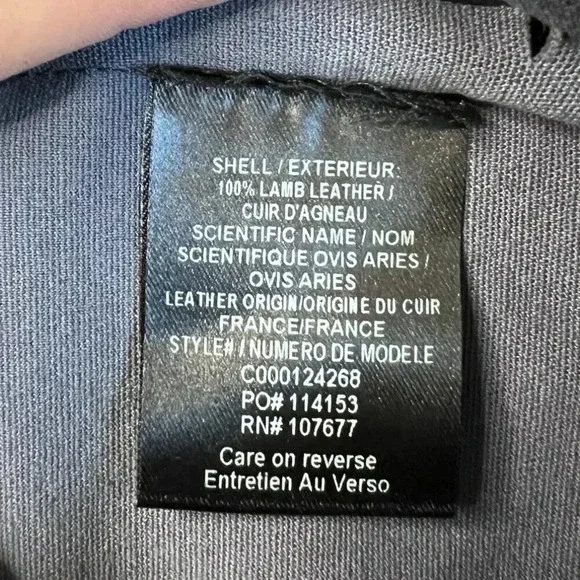 SHELL / EXTERIEUR:
100% LAMB LEATHER /
CUIR D'AGNEAU
SCIENTIFIC NAME / NOM
SCIENTIFIQUE OVIS ARIES /
OVIS ARIES
LEATHER ORIGIN/ORIGINE DU CUIR
FRANCE/FRANCE
STYLE# / NUMERO DE MODELE
C000124268
PO# 114153
RN# 107677
Care on reverse
Entretien Au Verso